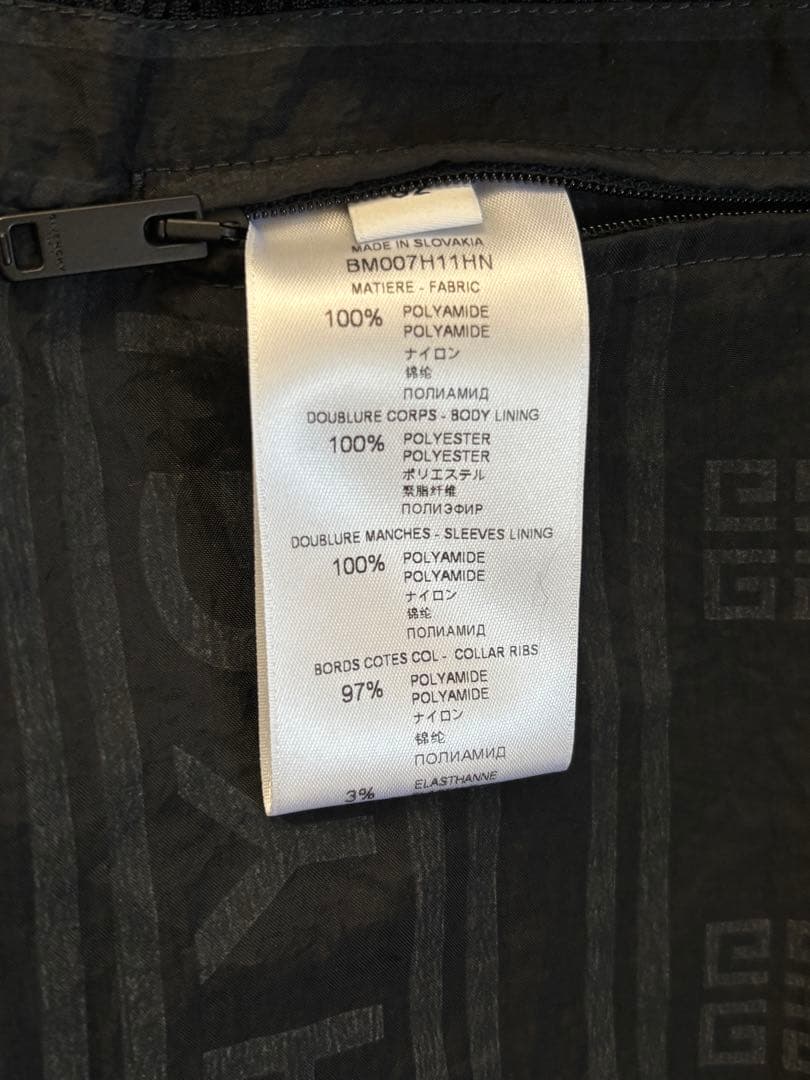 MADE IN SLOVAKIA
BM007H11HN
MATIERE - FABRIC
100% POLYAMIDE
POLYAMIDE
ナイロン
锦纶
ПОЛИАМИД
DOUBLURE CORPS - BODY LINING
100% POLYESTER
POLYESTER
ポリエステル
聚脂纤维
ПОЛИЭФИР
DOUBLURE MANCHES - SLEEVES LINING
100% POLYAMIDE
POLYAMIDE
ナイロン
锦纶
ПОЛИАМИД
BORDS COTES COL - COLLAR RIBS
97% POLYAMIDE
POLYAMIDE
ナイロン
锦纶
ПОЛИАМИД
3% ELASTHANNE
GIVENCHY